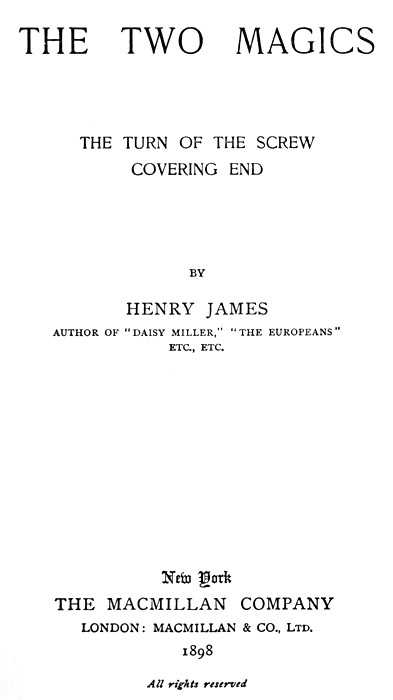 THE TWO MAGICS
THE TURN OF THE SCREW
COVERING END
BY
HENRY JAMES
AUTHOR OF "DAISY MILLER," "THE EUROPEANS"
ETC., ETC.
New York
THE MACMILLAN COMPANY
LONDON: MACMILLAN & CO., LTD.
1898
All rights reserved